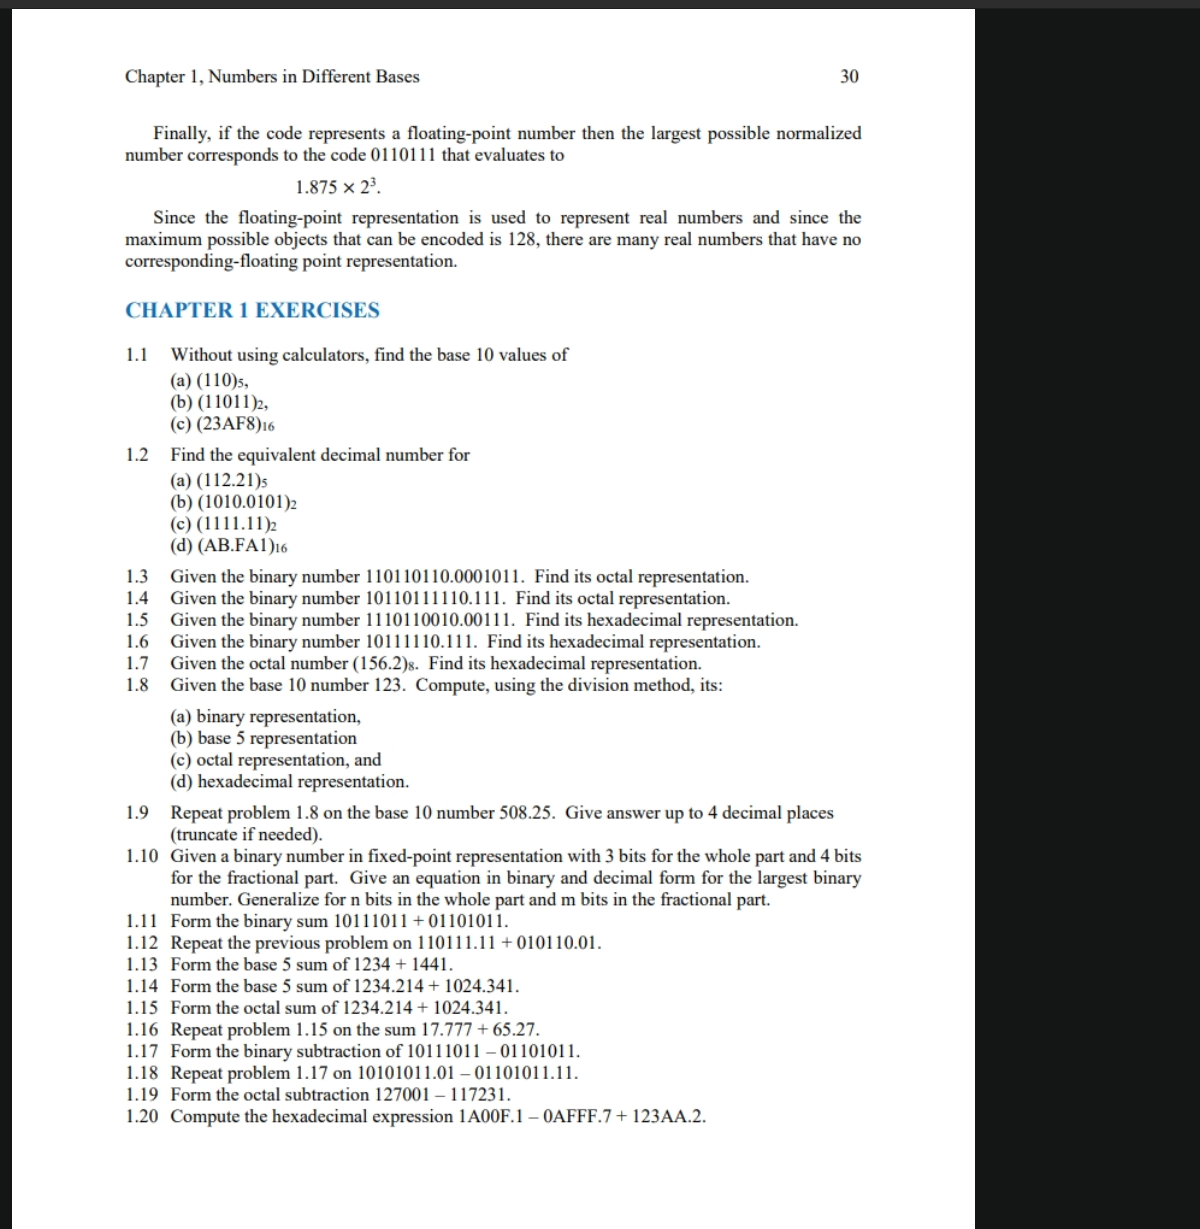 Chapter 1, Numbers in Different Bases 30
Finally, if the code represents a floating-point number then the largest possible normalized
number corresponds to the code 0110111 that evaluates to
1.875 × 2³.
Since the floating-point representation is used to represent real numbers and since the
maximum possible objects that can be encoded is 128, there are many real numbers that have no
corresponding-floating point representation.
CHAPTER 1 EXERCISES
1.1 Without using calculators, find the base 10 values of
(a) (110)₅,
(b) (11011)₂,
(c) (23AF8)₁₆
1.2 Find the equivalent decimal number for
(a) (112.21)₅
(b) (1010.0101)₂
(c) (1111.11)₂
(d) (AB.FA1)₁₆
1.3 Given the binary number 110110110.0001011. Find its octal representation.
1.4 Given the binary number 10110111110.111. Find its octal representation.
1.5 Given the binary number 1110110010.00111. Find its hexadecimal representation.
1.6 Given the binary number 10111110.111. Find its hexadecimal representation.
1.7 Given the octal number (156.2)₈. Find its hexadecimal representation.
1.8 Given the base 10 number 123. Compute, using the division method, its:
(a) binary representation,
(b) base 5 representation
(c) octal representation, and
(d) hexadecimal representation.
1.9 Repeat problem 1.8 on the base 10 number 508.25. Give answer up to 4 decimal places
(truncate if needed).
1.10 Given a binary number in fixed-point representation with 3 bits for the whole part and 4 bits
for the fractional part. Give an equation in binary and decimal form for the largest binary
number. Generalize for n bits in the whole part and m bits in the fractional part.
1.11 Form the binary sum 10111011 + 01101011.
1.12 Repeat the previous problem on 110111.11 + 010110.01.
1.13 Form the base 5 sum of 1234 + 1441.
1.14 Form the base 5 sum of 1234.214 + 1024.341.
1.15 Form the octal sum of 1234.214 + 1024.341.
1.16 Repeat problem 1.15 on the sum 17.777 + 65.27.
1.17 Form the binary subtraction of 10111011 – 01101011.
1.18 Repeat problem 1.17 on 10101011.01 – 01101011.11.
1.19 Form the octal subtraction 127001 – 117231.
1.20 Compute the hexadecimal expression 1A00F.1 – 0AFFF.7 + 123AA.2.